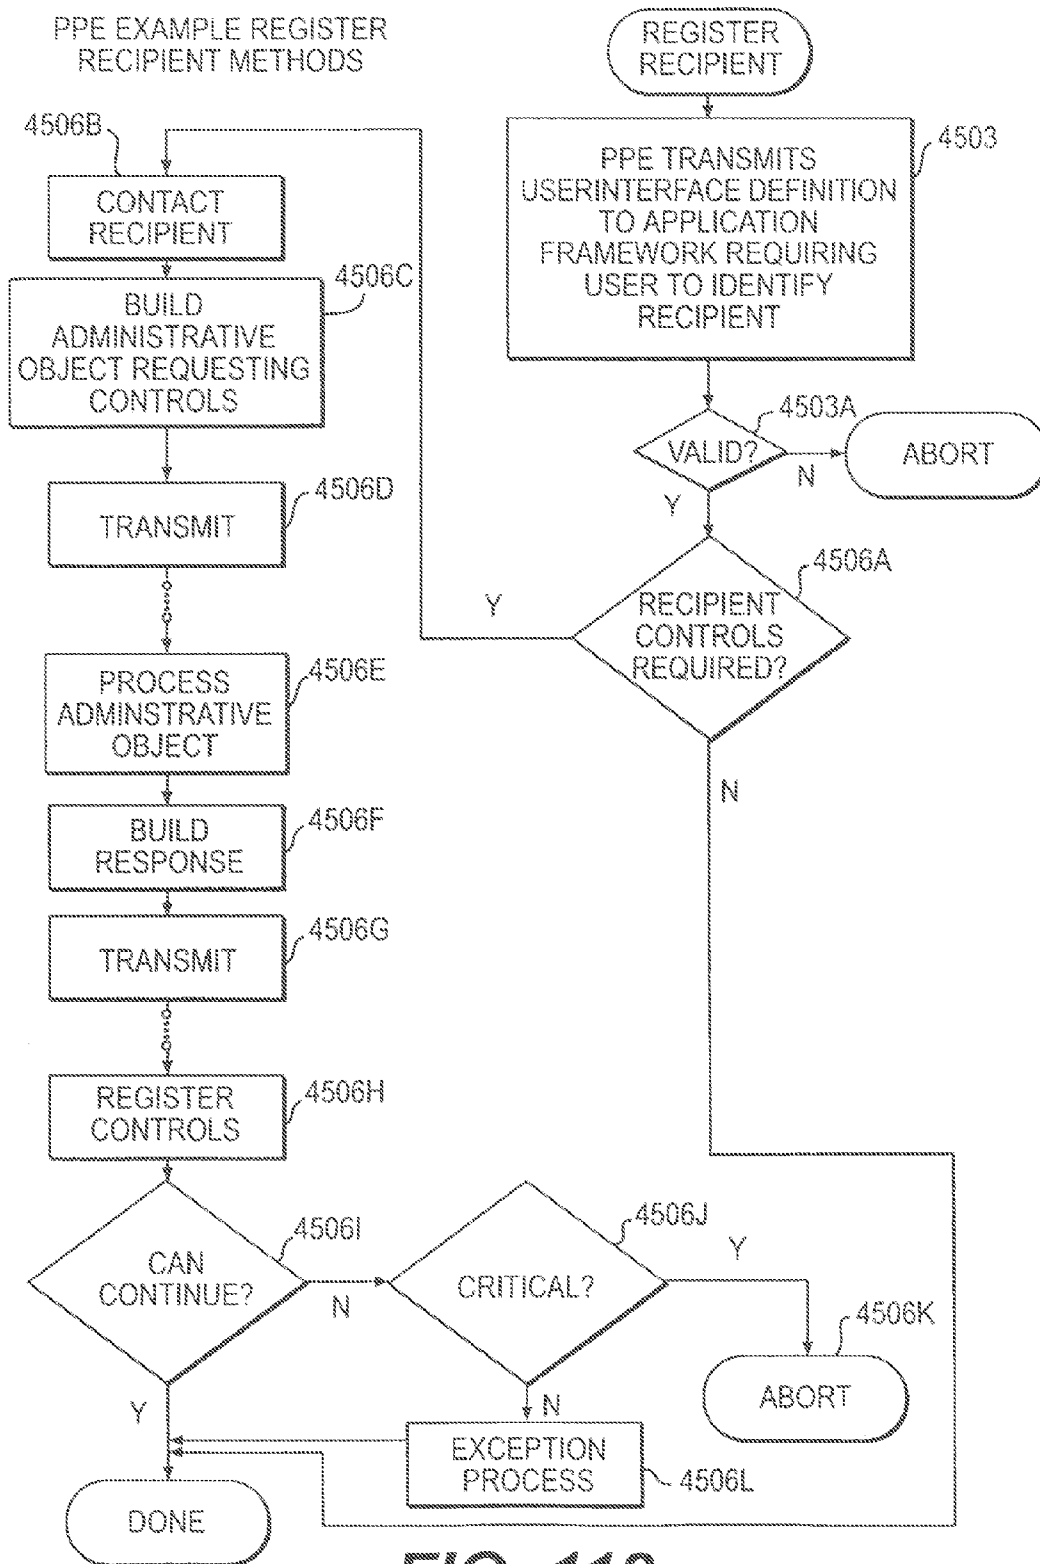 PPE EXAMPLE REGISTER
RECIPIENT METHODS
REGISTER
RECIPIENT
4503
PPE TRANSMITS
USERINTERFACE DEFINITION
TO APPLICATION
FRAMEWORK REQUIRING
USER TO IDENTIFY
RECIPIENT
4503A
VALID?
N
ABORT
Y
4506A
RECIPIENT
CONTROLS
REQUIRED?
Y
N
4506B
CONTACT
RECIPIENT
4506C
BUILD
ADMINISTRATIVE
OBJECT REQUESTING
CONTROLS
4506D
TRANSMIT
4506E
PROCESS
ADMINSTRATIVE
OBJECT
4506F
BUILD
RESPONSE
4506G
TRANSMIT
4506H
REGISTER
CONTROLS
4506I
CAN
CONTINUE?
N
Y
4506J
CRITICAL?
Y
N
4506K
ABORT
EXCEPTION
PROCESS
4506L
DONE